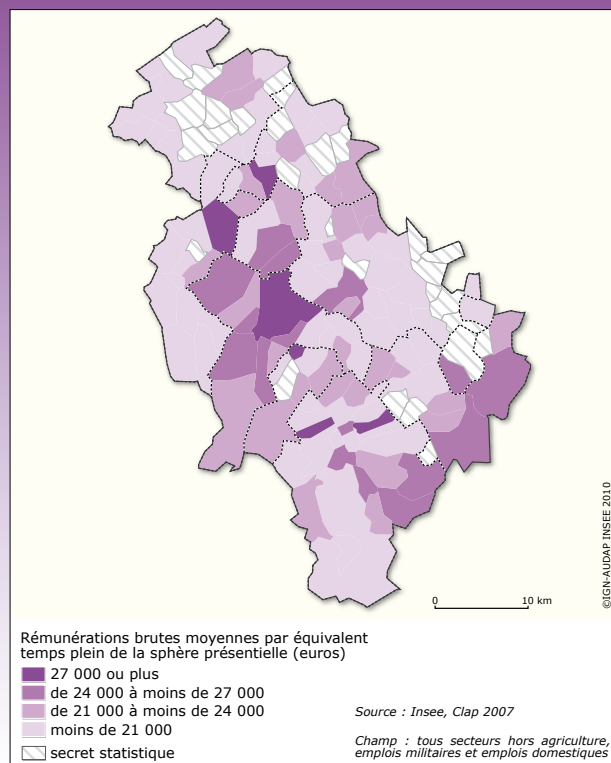 ©IGN-AUDAP INSEE 2010
0 10 km
Rémunérations brutes moyennes par équivalent
temps plein de la sphère présentielle (euros)
27 000 ou plus
de 24 000 à moins de 27 000
de 21 000 à moins de 24 000
moins de 21 000
secret statistique
Source : Insee, Clap 2007
Champ : tous secteurs hors agriculture,
emplois militaires et emplois domestiques